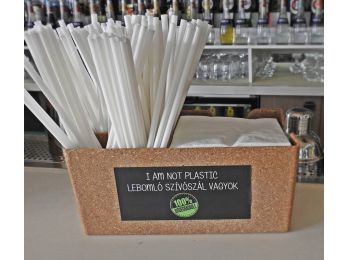 I AM NOT PLASTIC
LEBOMLÓ SZÍVÓSZÁL VAGYOK
100%